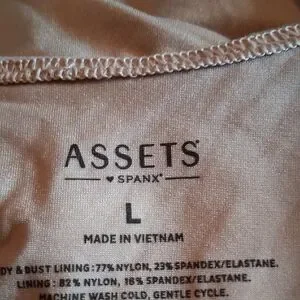 ASSETS®
♥ SPANX®
L
MADE IN VIETNAM
DY & BUST LINING: 77% NYLON, 23% SPANDEX/ELASTANE.
LINING: 82% NYLON, 18% SPANDEX/ELASTANE.
MACHINE WASH COLD, GENTLE CYCLE.